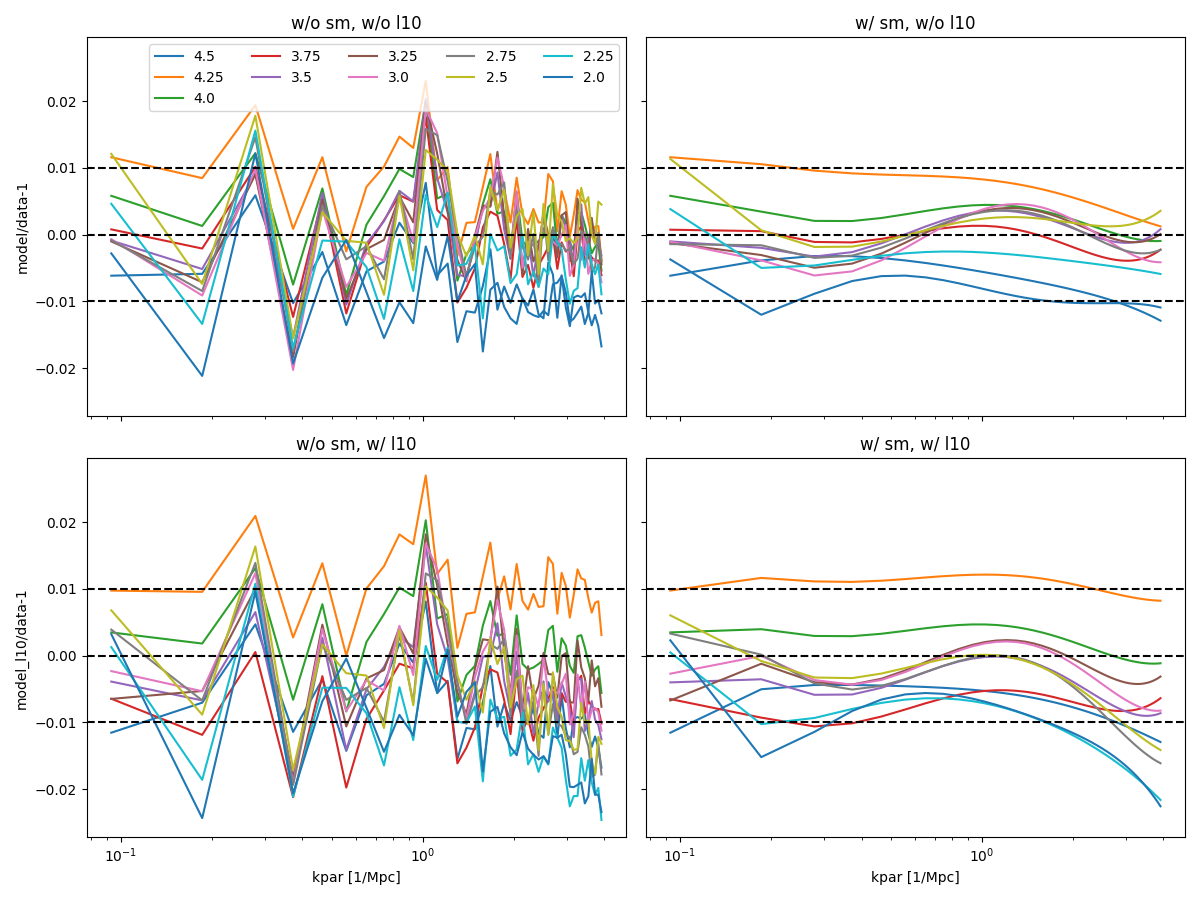 w/o sm, w/o l10
w/ sm, w/o l10
4.5 3.75 3.25 2.75 2.25
4.25 3.5 3.0 2.5 2.0
4.0
0.02
0.01
0.00
−0.01
−0.02
model/data-1
w/o sm, w/ l10
w/ sm, w/ l10
0.02
0.01
0.00
−0.01
−0.02
model_l10/data-1
10⁻¹ 10⁰ 10⁻¹ 10⁰
kpar [1/Mpc] kpar [1/Mpc]